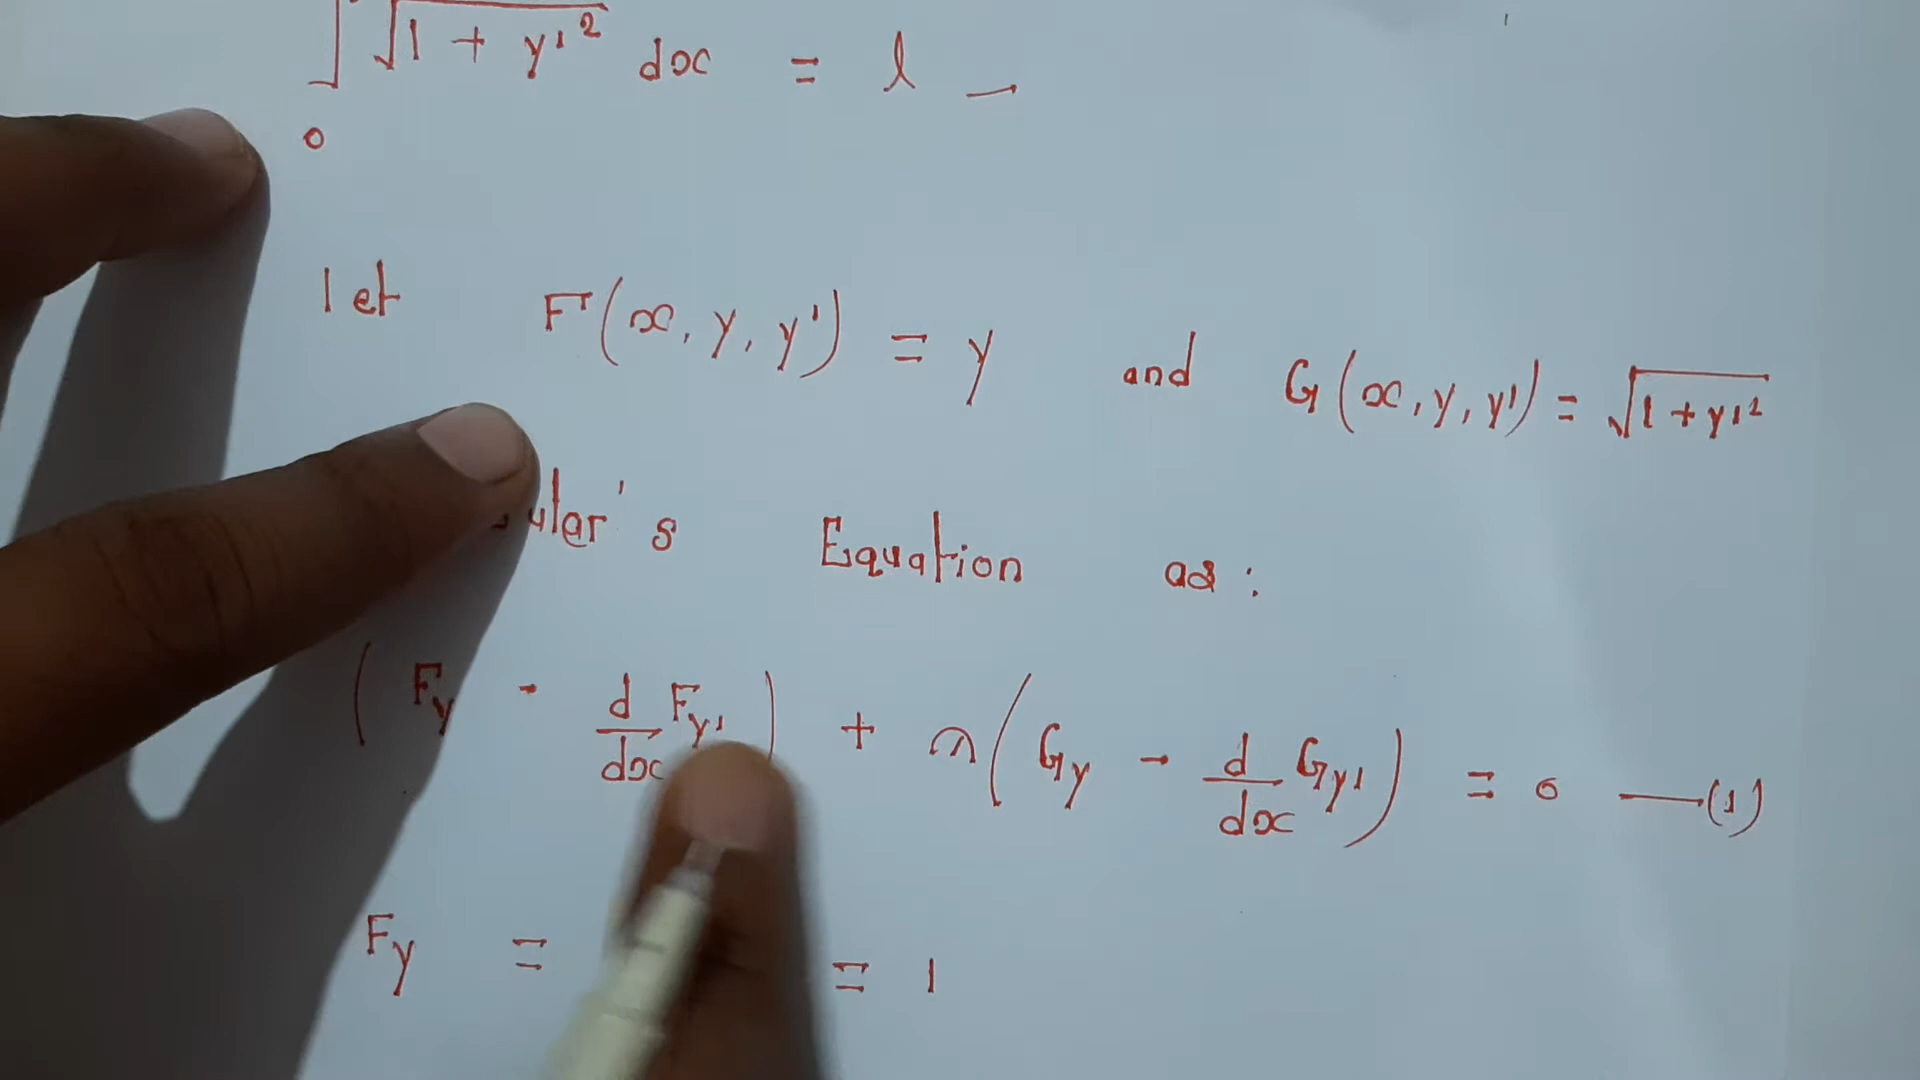 ∫ √1 + y'² dx = l —
0
let F(x, y, y') = y and G(x, y, y') = √1 + y'²
uler's Equation as:
( Fy - d/dx Fy' ) + λ( Gy - d/dx Gy' ) = 0 —(1)
Fy = = 1